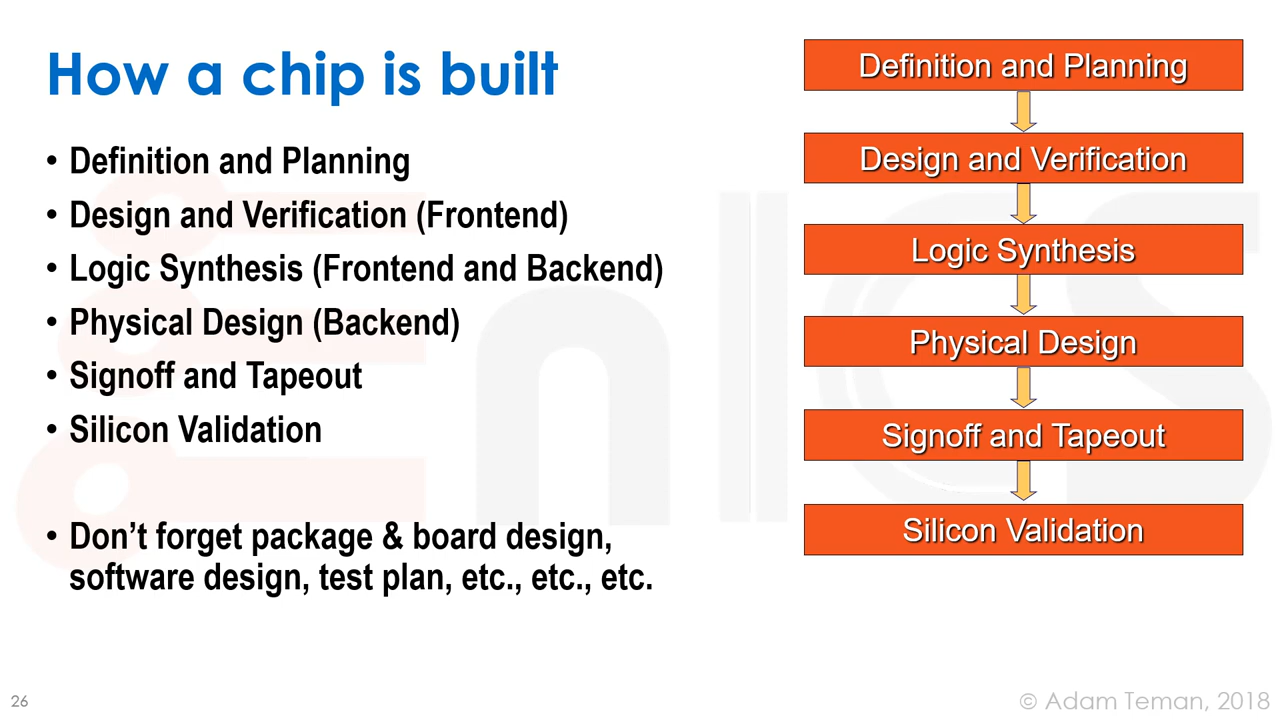 How a chip is built
• Definition and Planning
• Design and Verification (Frontend)
• Logic Synthesis (Frontend and Backend)
• Physical Design (Backend)
• Signoff and Tapeout
• Silicon Validation
• Don’t forget package & board design,
software design, test plan, etc., etc., etc.
Definition and Planning
Design and Verification
Logic Synthesis
Physical Design
Signoff and Tapeout
Silicon Validation
EnICS
26
© Adam Teman, 2018